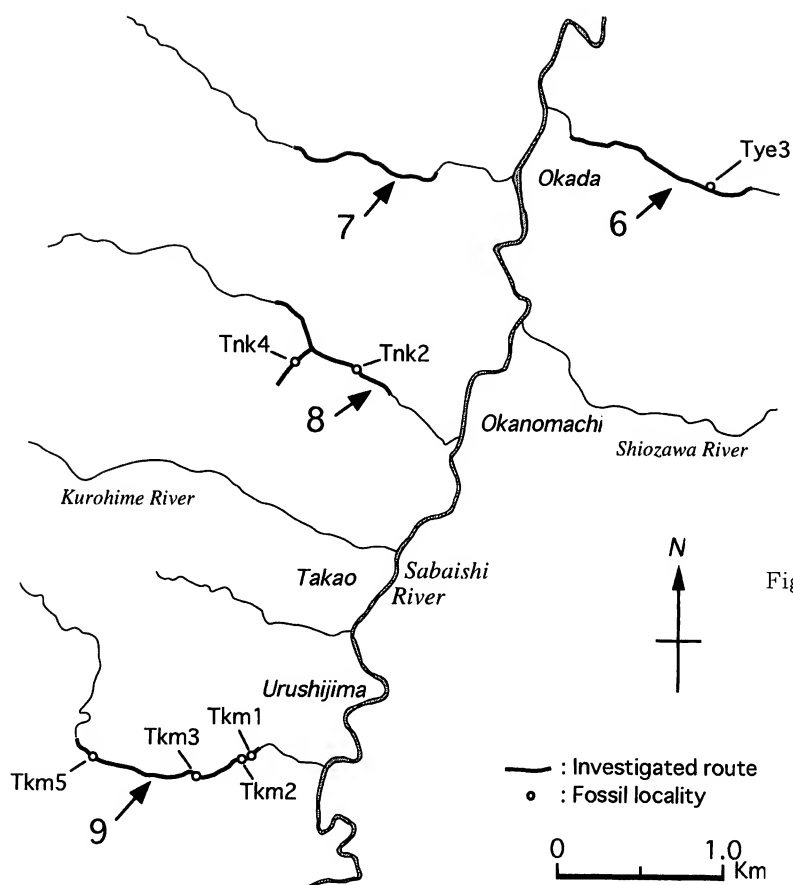 Okada
Tye3
7
6
Tnk4
Tnk2
8
Okanomachi
Shiozawa River
Kurohime River
Takao
Sabaishi
River
N
Fig
Urushijima
Tkm1
Tkm3
Tkm2
Tkm5
9
: Investigated route
: Fossil locality
0
1.0
Km